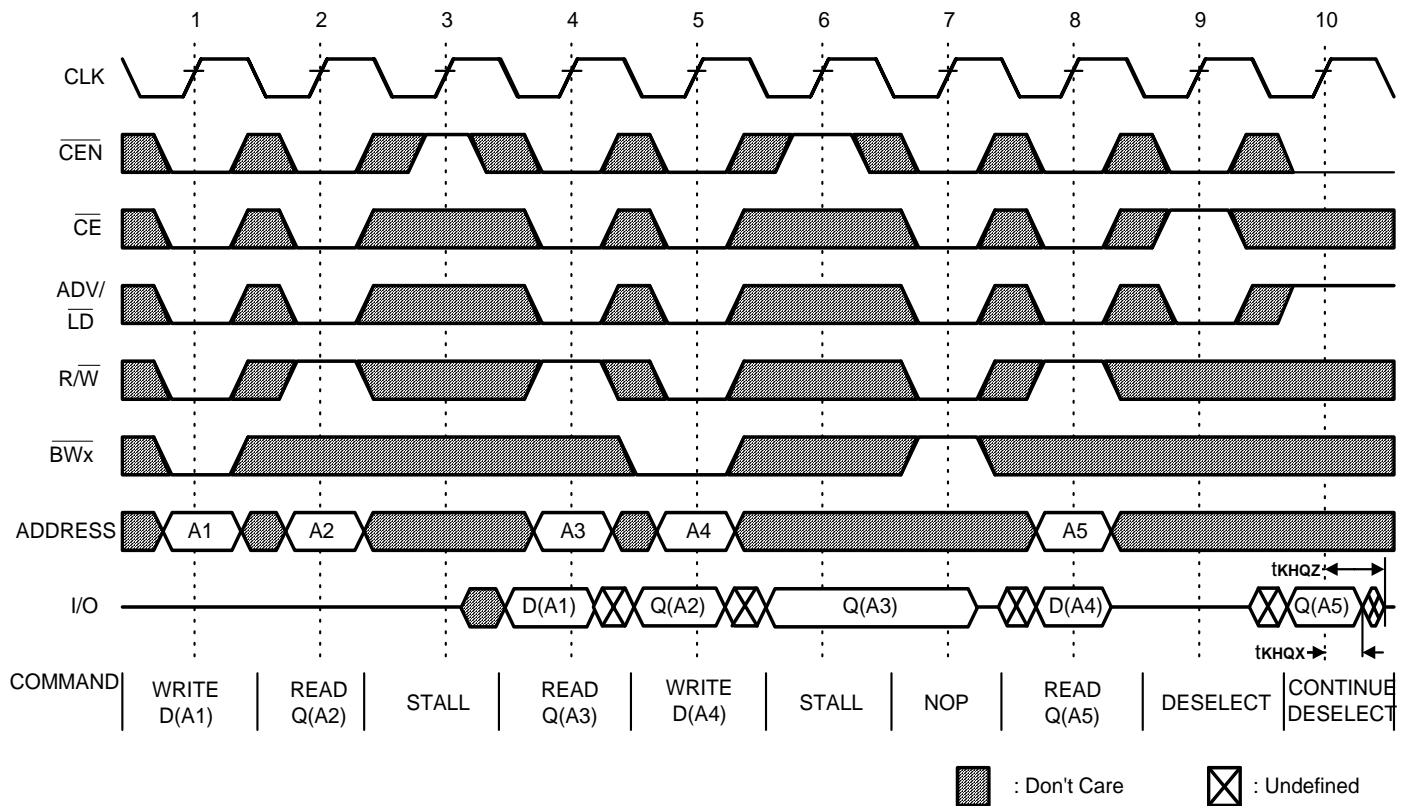 1 2 3 4 5 6 7 8 9 10
CLK
CEN
CE
ADV/
LD
R/W
BWx
ADDRESS A1 A2 A3 A4 A5
tKHQZ
I/O D(A1) Q(A2) Q(A3) D(A4) Q(A5)
tKHQX
COMMAND WRITE READ STALL READ WRITE STALL NOP READ DESELECT CONTINUE
D(A1) Q(A2) Q(A3) D(A4) Q(A5) DESELECT
: Don't Care : Undefined